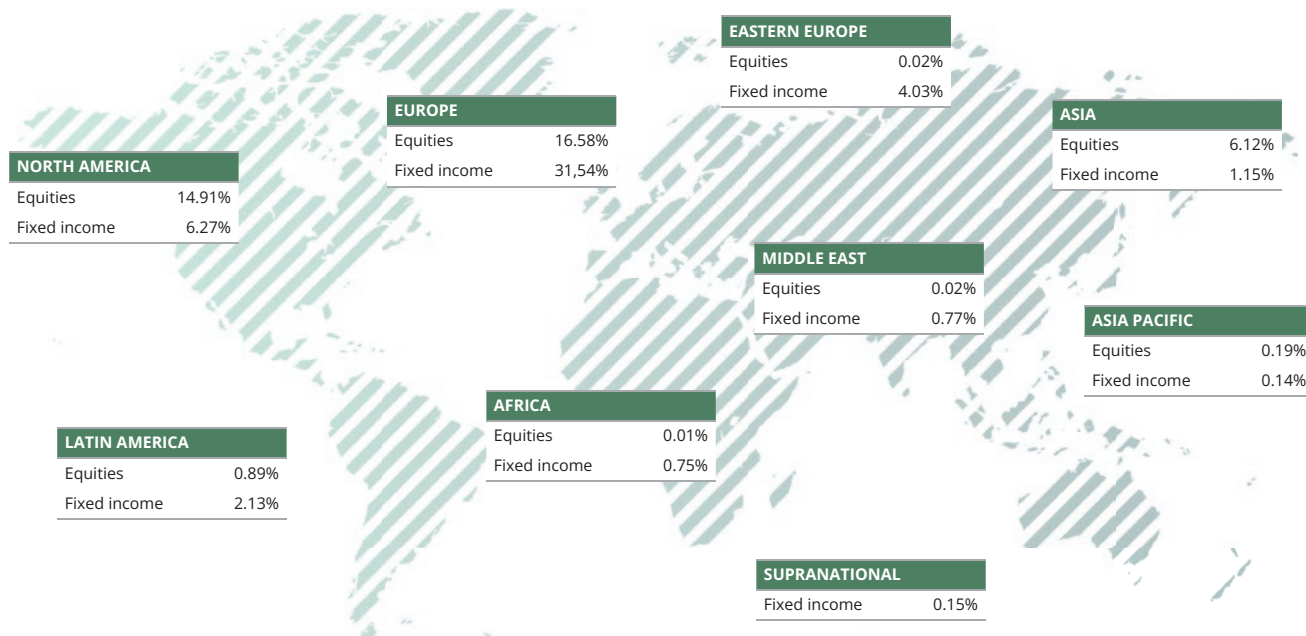 EASTERN EUROPE
Equities 0.02%
Fixed income 4.03%
EUROPE
Equities 16.58%
Fixed income 31,54%
ASIA
Equities 6.12%
Fixed income 1.15%
NORTH AMERICA
Equities 14.91%
Fixed income 6.27%
MIDDLE EAST
Equities 0.02%
Fixed income 0.77%
ASIA PACIFIC
Equities 0.19%
Fixed income 0.14%
AFRICA
Equities 0.01%
Fixed income 0.75%
LATIN AMERICA
Equities 0.89%
Fixed income 2.13%
SUPRANATIONAL
Fixed income 0.15%